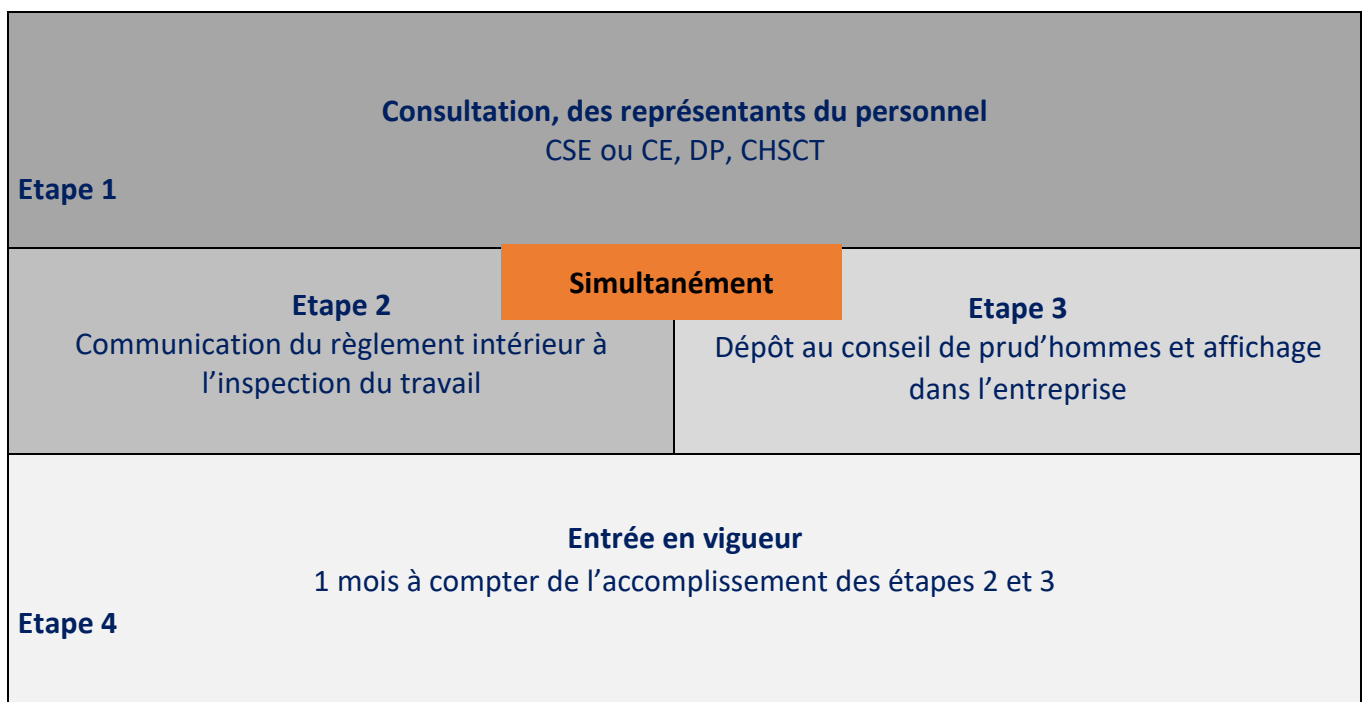 Consultation, des représentants du personnel
CSE ou CE, DP, CHSCT
Etape 1
Simultanément
Etape 2
Communication du règlement intérieur à
l’inspection du travail
Etape 3
Dépôt au conseil de prud’hommes et affichage
dans l’entreprise
Entrée en vigueur
1 mois à compter de l’accomplissement des étapes 2 et 3
Etape 4